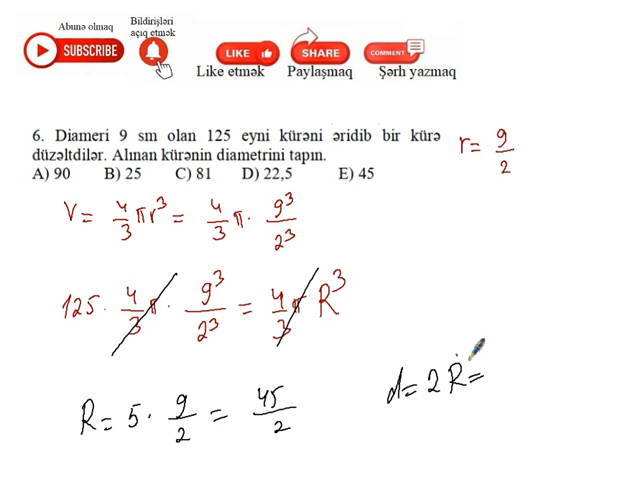 Abunə olmaq
Bildirişləri
açıq etmək
SUBSCRIBE
LIKE
SHARE
COMMENT
Like etmək Paylaşmaq Şərh yazmaq
6. Diameri 9 sm olan 125 eyni kürəni əridib bir kürə
düzəltdilər. Alınan kürənin diametrini tapın.
A) 90 B) 25 C) 81 D) 22,5 E) 45
r = 9/2
V = 4/3 πr³ = 4/3 π · 9³/2³
125 · 4/3 π · 9³/2³ = 4/3 π R³
R = 5 · 9/2 = 45/2
d = 2R =